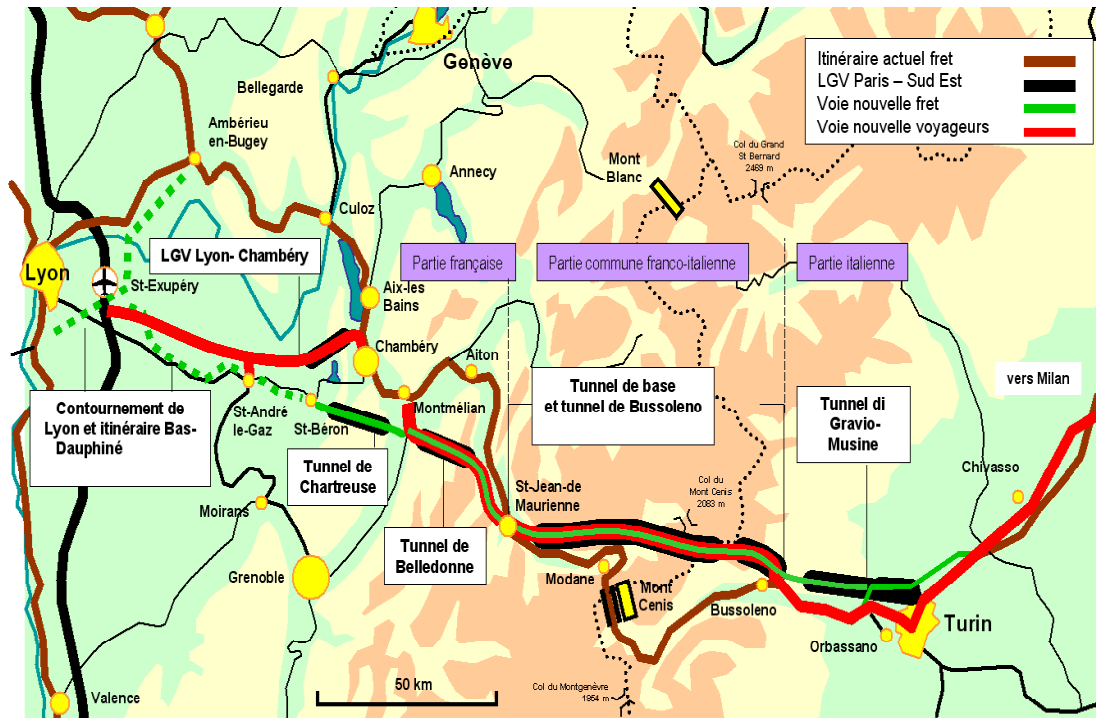 Genève
Itinéraire actuel fret
LGV Paris – Sud Est
Voie nouvelle fret
Voie nouvelle voyageurs
Bellegarde
Ambérieu
en-Bugey
Col du Grand
St Bernard
2469 m
Mont
Blanc
Annecy
Culoz
LGV Lyon- Chambéry
Partie française
Partie commune franco-italienne
Partie italienne
Lyon
St-Exupéry
Aix-les
Bains
Chambéry
Aiton
Tunnel de base
et tunnel de Bussoleno
vers Milan
Contournement de
Lyon et itinéraire Bas-
Dauphiné
St-André
le-Gaz
St-Béron
Montmélian
Tunnel di
Gravio-
Musine
Tunnel de
Chartreuse
St-Jean-de
Maurienne
Col du
Mont Cenis
2083 m
Chivasso
Moirans
Tunnel de
Belledonne
Grenoble
Modane
Mont
Cenis
Bussoleno
Orbassano
Turin
50 km
Col du Montgenèvre
1854 m
Valence